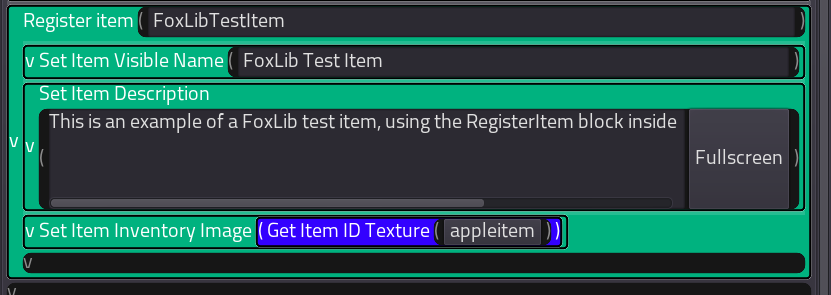 Register item ( FoxLibTestItem )
v Set Item Visible Name ( FoxLib Test Item )
Set Item Description
v v ( This is an example of a FoxLib test item, using the RegisterItem block inside Fullscreen )
v Set Item Inventory Image ( Get Item ID Texture ( appleitem ) )
v
v